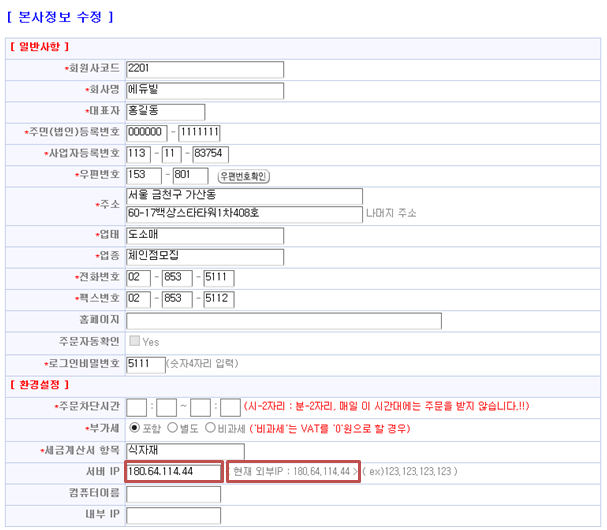 [ 본사정보 수정 ]
[ 일반사항 ]
*회원사코드 2201
*회사명 에듀빌
*대표자 홍길동
*주민(법인)등록번호 000000 - 1111111
*사업자등록번호 113 - 11 - 83754
*우편번호 153 - 801 우편번호확인
*주소 서울 금천구 가산동
60-17백상스타타워1차408호 나머지 주소
*업태 도소매
*업종 체인점모집
*전화번호 02 - 853 - 5111
*팩스번호 02 - 853 - 5112
홈페이지
주문자동확인 Yes
*로그인비밀번호 5111 (숫자4자리 입력)
[ 환경설정 ]
*주문차단시간 : ~ : (시-2자리 : 분-2자리, 매일 이 시간대에는 주문을 받지 않습니다.!!)
*부가세 포함 별도 비과세 ('비과세'는 VAT를 '0'원으로 할 경우)
*세금계산서 항목 식자재
서버 IP 180.64.114.44 < 현재 외부IP : 180,64,114,44 > ( ex)123,123,123,123 )
컴퓨터이름
내부 IP